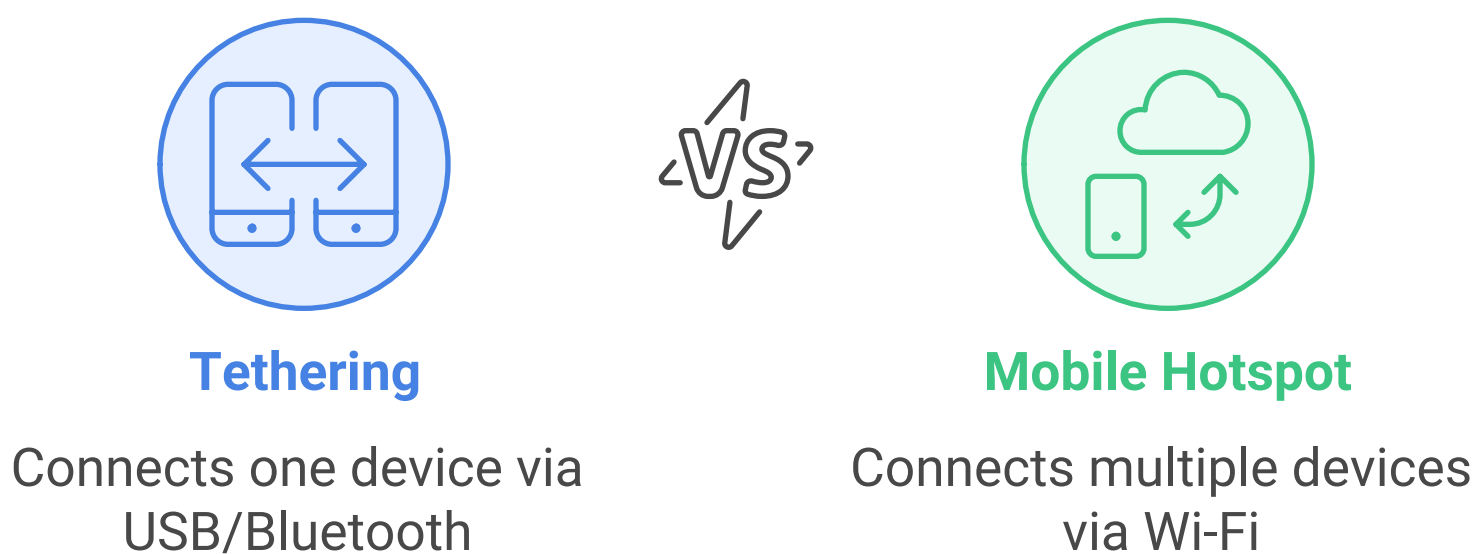 VS
Tethering
Mobile Hotspot
Connects one device via
USB/Bluetooth
Connects multiple devices
via Wi-Fi